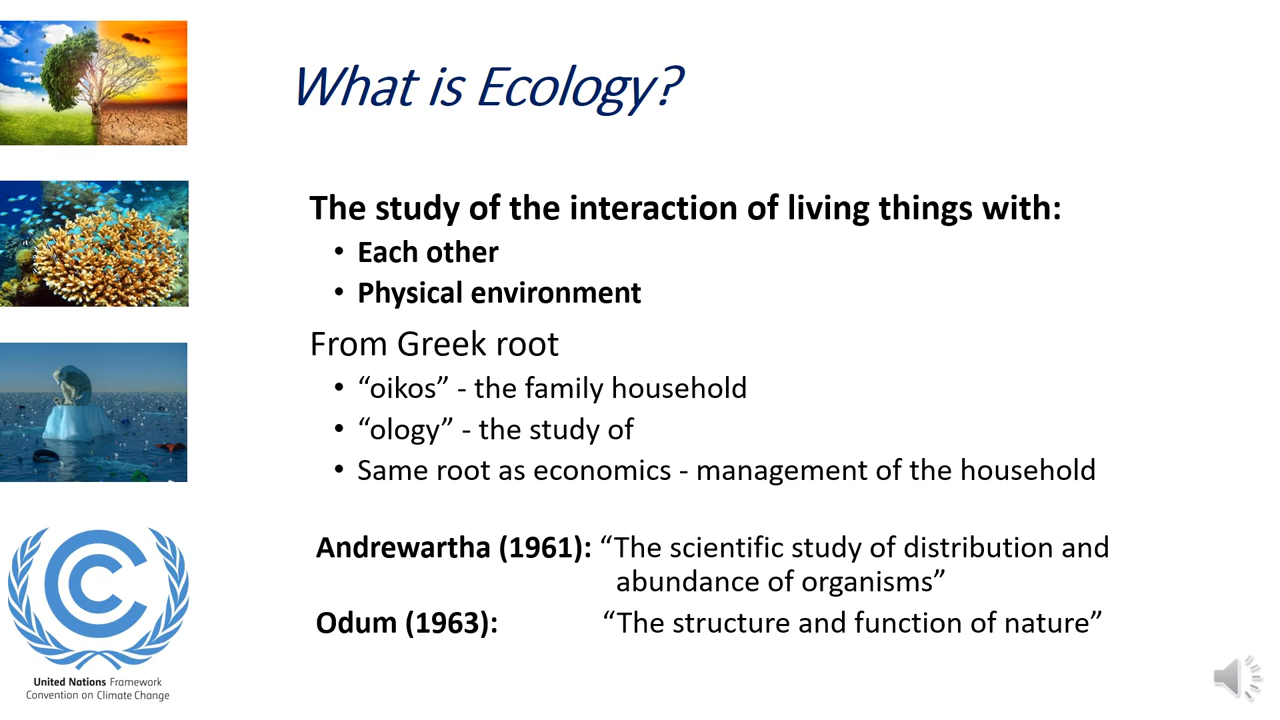 What is Ecology?
The study of the interaction of living things with:
• Each other
• Physical environment
From Greek root
• “oikos” - the family household
• “ology” - the study of
• Same root as economics - management of the household
Andrewartha (1961): “The scientific study of distribution and
abundance of organisms”
Odum (1963): “The structure and function of nature”
United Nations Framework
Convention on Climate Change